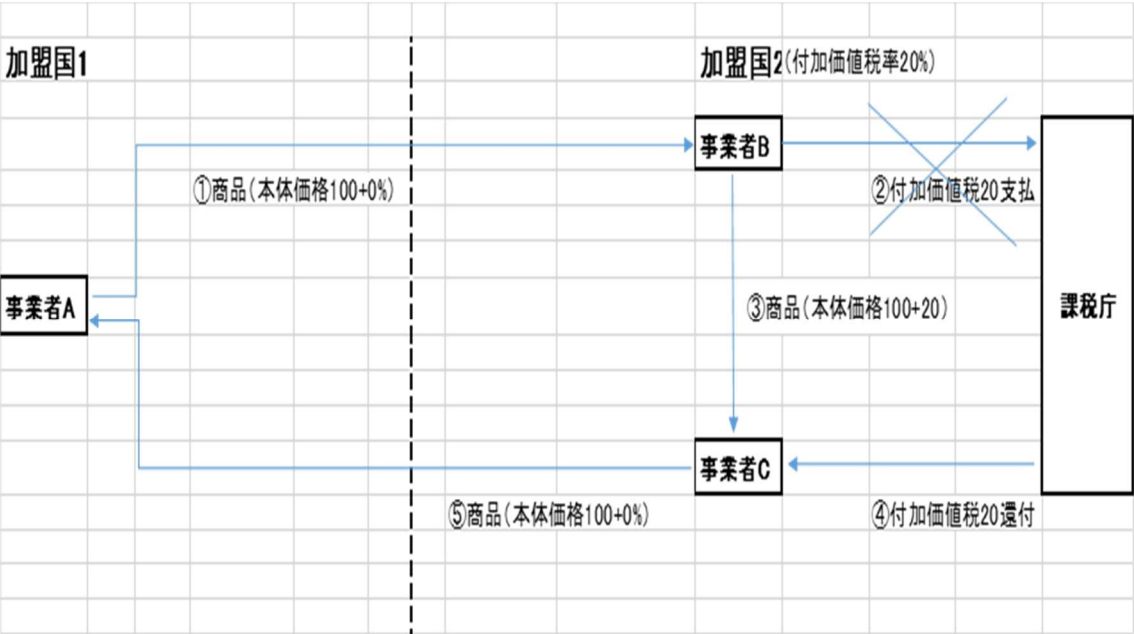 加盟国1
加盟国2(付加価値税率20%)
事業者B
①商品(本体価格100+0%)
②付加価値税20支払
事業者A
③商品(本体価格100+20)
課税庁
事業者C
⑤商品(本体価格100+0%)
④付加価値税20還付